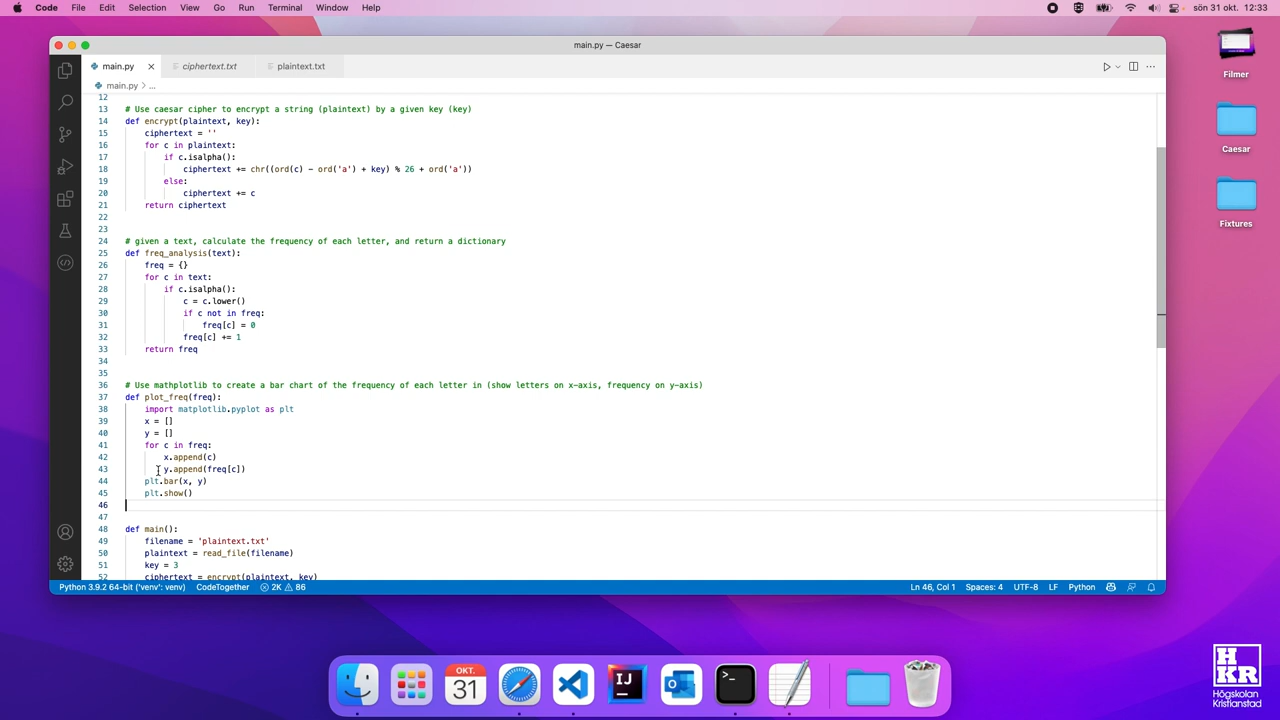 Code File Edit Selection View Go Run Terminal Window Help sön 31 okt. 12:33
main.py — Caesar
main.py ciphertext.txt plaintext.txt
main.py > ...
12
13 # Use caesar cipher to encrypt a string (plaintext) by a given key (key)
14 def encrypt(plaintext, key):
15 ciphertext = ''
16 for c in plaintext:
17 if c.isalpha():
18 ciphertext += chr((ord(c) - ord('a') + key) % 26 + ord('a'))
19 else:
20 ciphertext += c
21 return ciphertext
22
23
24 # given a text, calculate the frequency of each letter, and return a dictionary
25 def freq_analysis(text):
26 freq = {}
27 for c in text:
28 if c.isalpha():
29 c = c.lower()
30 if c not in freq:
31 freq[c] = 0
32 freq[c] += 1
33 return freq
34
35
36 # Use mathplotlib to create a bar chart of the frequency of each letter in (show letters on x-axis, frequency on y-axis)
37 def plot_freq(freq):
38 import matplotlib.pyplot as plt
39 x = []
40 y = []
41 for c in freq:
42 x.append(c)
43 y.append(freq[c])
44 plt.bar(x, y)
45 plt.show()
46
47
48 def main():
49 filename = 'plaintext.txt'
50 plaintext = read_file(filename)
51 key = 3
52 ciphertext = encrypt(plaintext, key)
Python 3.9.2 64-bit ('venv': venv) CodeTogether 2K 86 Ln 46, Col 1 Spaces: 4 UTF-8 LF Python
Filmer
Caesar
Fixtures
OKT.
31
IJ
>_
HKR
Högskolan
Kristianstad